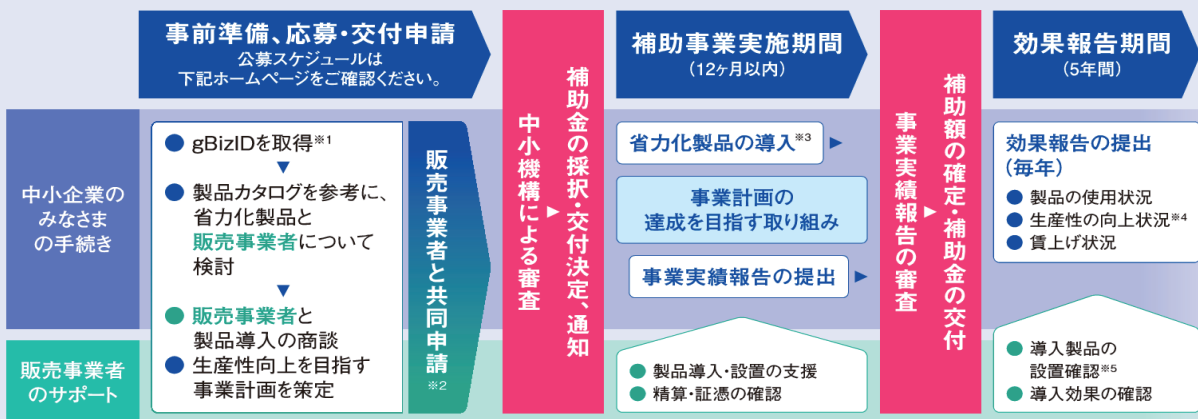 事前準備、応募・交付申請
公募スケジュールは
下記ホームページをご確認ください。
中小企業の
みなさま
の手続き
● gBizIDを取得※1
▼
● 製品カタログを参考に、
省力化製品と
販売事業者について
検討
▼
● 販売事業者と
製品導入の商談
● 生産性向上を目指す
事業計画を策定
販売事業者と共同申請※2
中小機構による審査
▶
補助金の採択・交付決定、通知
補助事業実施期間
(12ヶ月以内)
省力化製品の導入※3 ▶
事業計画の
達成を目指す取り組み
事業実績報告の提出 ▶
事業実績報告の審査
▶
補助額の確定・補助金の交付
効果報告期間
(5年間)
効果報告の提出
(毎年)
● 製品の使用状況
● 生産性の向上状況※4
● 賃上げ状況
販売事業者
のサポート
● 製品導入・設置の支援
● 精算・証憑の確認
● 導入製品の
設置確認※5
● 導入効果の確認